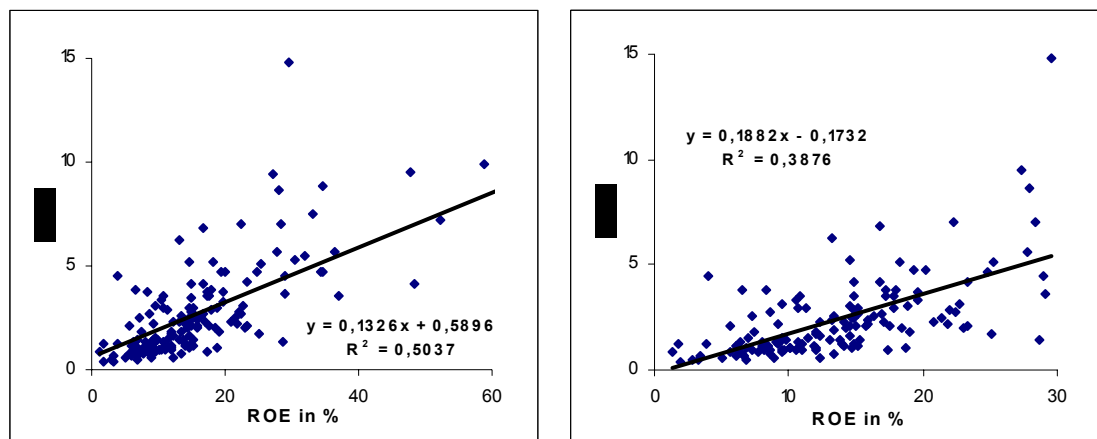 15
10
5
0
0
20
40
60
ROE in %
y = 0,1326x + 0,5896
R² = 0,5037
15
10
5
0
0
10
20
30
ROE in %
y = 0,1882x - 0,1732
R² = 0,3876